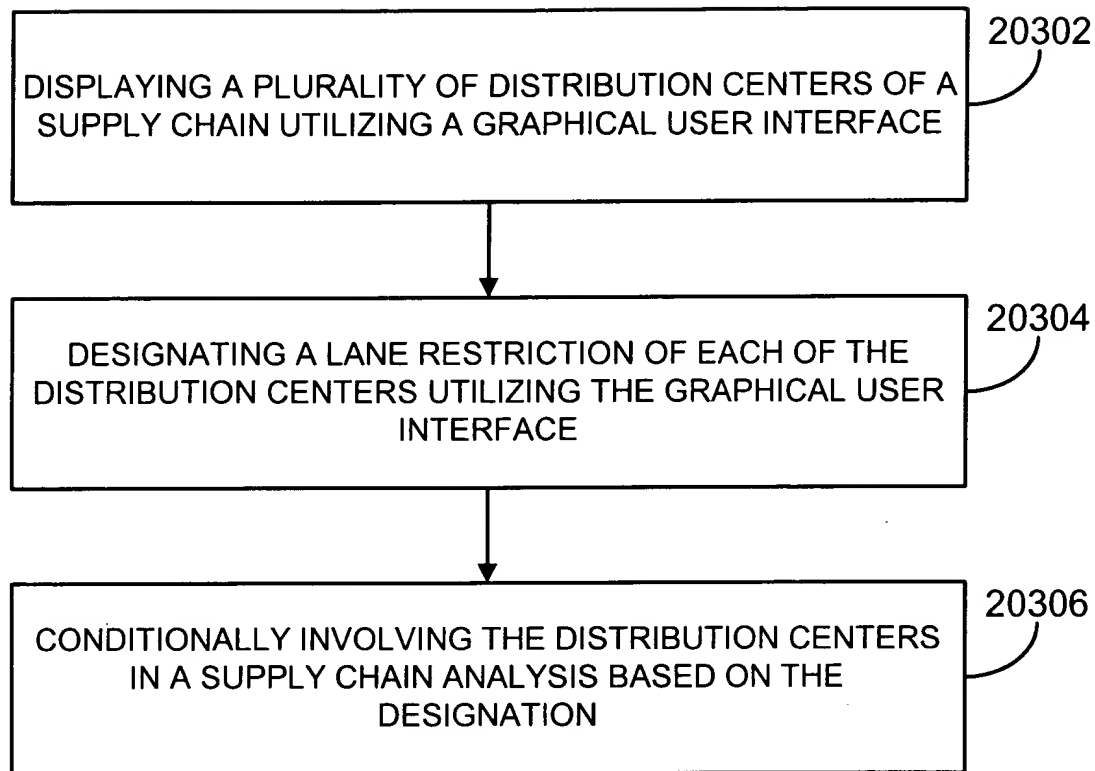 20302
DISPLAYING A PLURALITY OF DISTRIBUTION CENTERS OF A
SUPPLY CHAIN UTILIZING A GRAPHICAL USER INTERFACE
20304
DESIGNATING A LANE RESTRICTION OF EACH OF THE
DISTRIBUTION CENTERS UTILIZING THE GRAPHICAL USER
INTERFACE
20306
CONDITIONALLY INVOLVING THE DISTRIBUTION CENTERS
IN A SUPPLY CHAIN ANALYSIS BASED ON THE
DESIGNATION